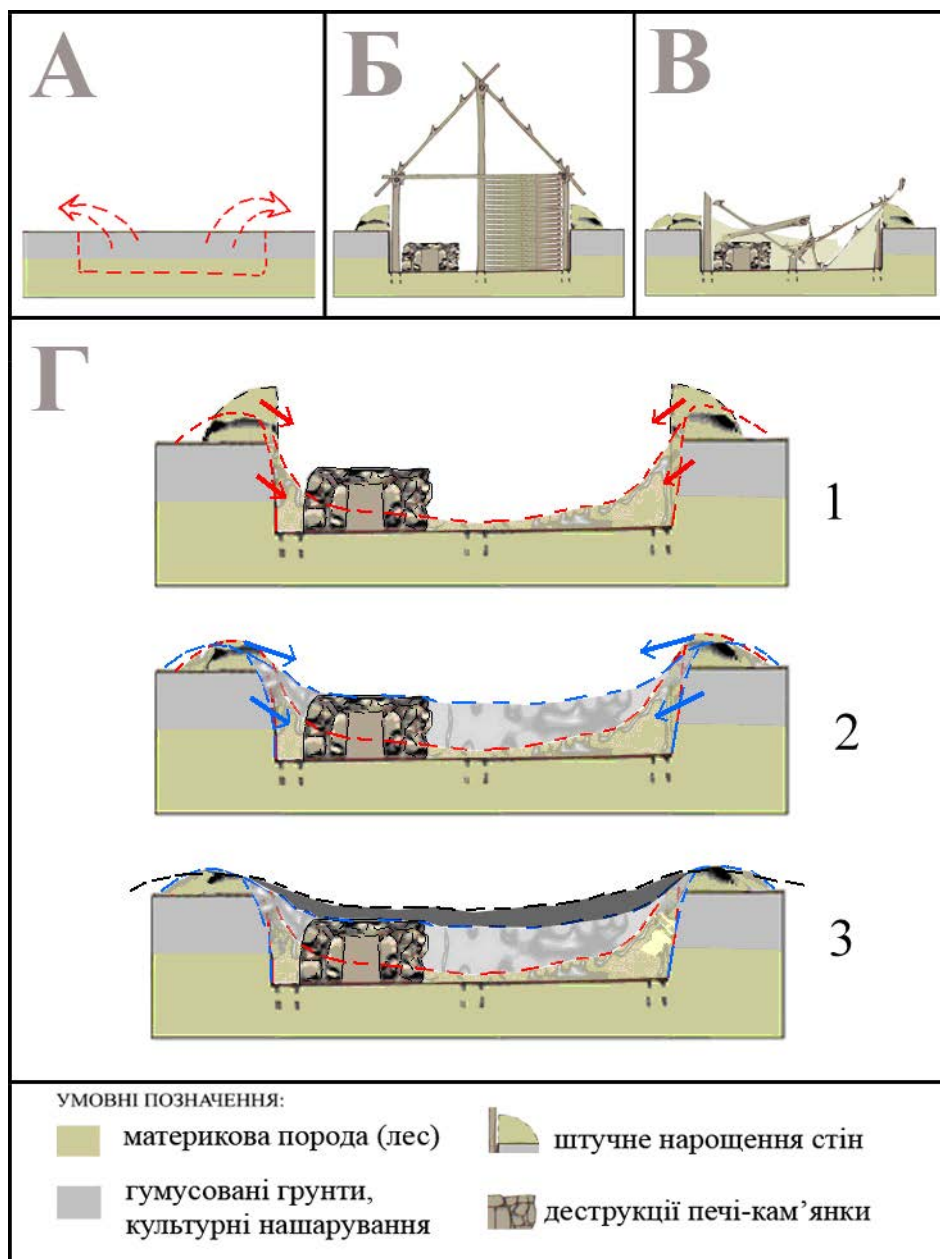 А
Б
В
Г
1
2
3
УМОВНІ ПОЗНАЧЕННЯ:
материкова порода (лес)
гумусовані грунти,
культурні нашарування
штучне нарощення стін
деструкції печі-кам’янки